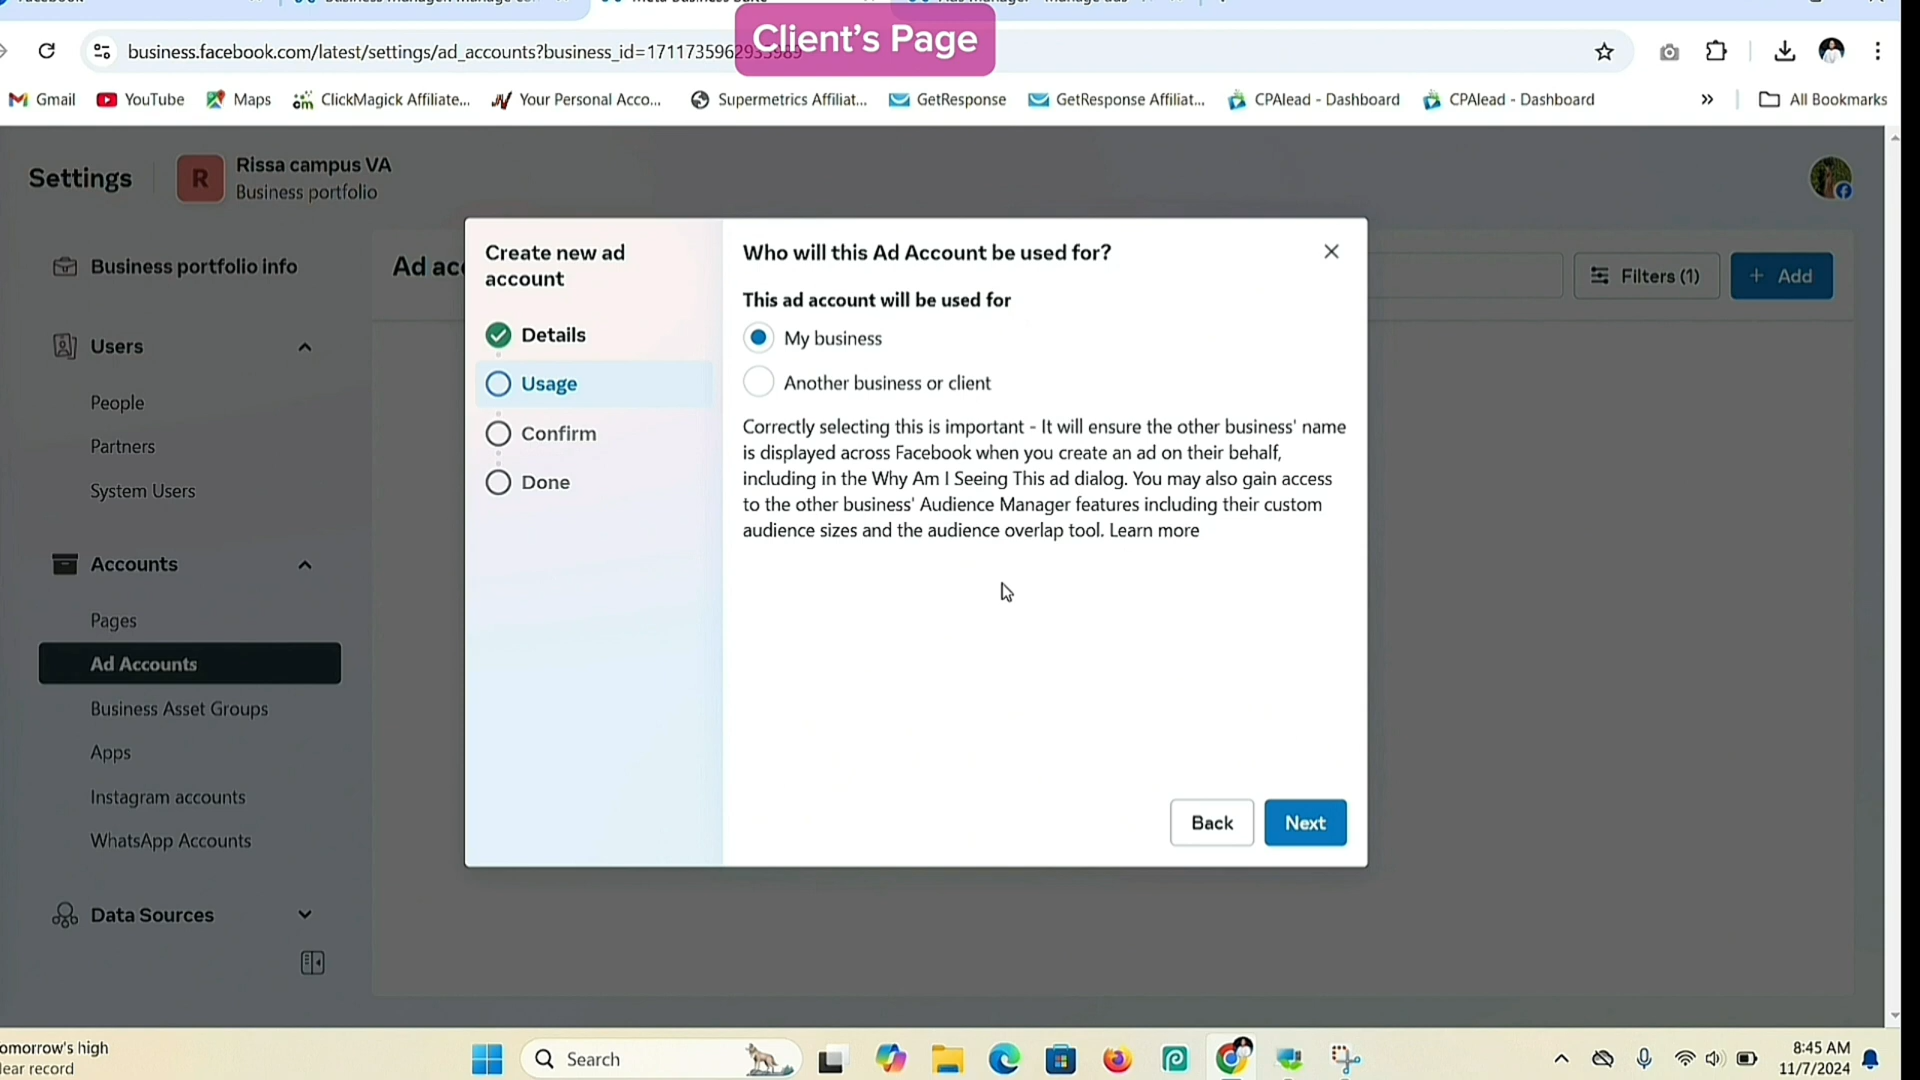 Client's Page
business.facebook.com/latest/settings/ad_accounts?business_id=1711735962
Gmail
YouTube
Maps
ClickMagick Affiliate...
Your Personal Acco...
Supermetrics Affiliat...
GetResponse
GetResponse Affiliat...
CPAlead - Dashboard
CPAlead - Dashboard
All Bookmarks
Settings
R
Rissa campus VA
Business portfolio
Business portfolio info
Users
People
Partners
System Users
Accounts
Pages
Ad Accounts
Business Asset Groups
Apps
Instagram accounts
WhatsApp Accounts
Data Sources
Ad acc
Filters (1)
+ Add
Create new ad
account
Details
Usage
Confirm
Done
Who will this Ad Account be used for?
This ad account will be used for
My business
Another business or client
Correctly selecting this is important - It will ensure the other business' name
is displayed across Facebook when you create an ad on their behalf,
including in the Why Am I Seeing This ad dialog. You may also gain access
to the other business' Audience Manager features including their custom
audience sizes and the audience overlap tool. Learn more
Back
Next
omorrow's high
lear record
Search
8:45 AM
11/7/2024